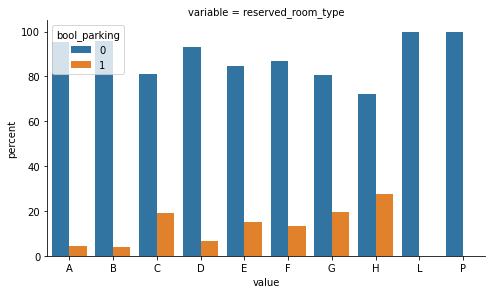 variable = reserved_room_type
bool_parking
0
1
percent
100
80
60
40
20
0
A B C D E F G H L P
value